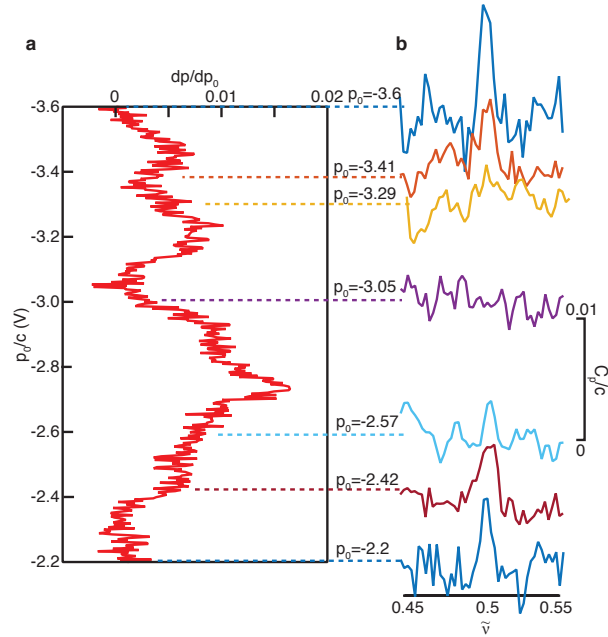 a
b
dp/dp₀
0
0.01
0.02
p₀=-3.6
-3.6
p₀=-3.41
-3.4
p₀=-3.29
-3.2
p₀=-3.05
-3.0
0.01
p₀/c (V)
-2.8
Cₚ/c
p₀=-2.57
0
-2.6
p₀=-2.42
-2.4
p₀=-2.2
-2.2
0.45
0.5
0.55
ṽ